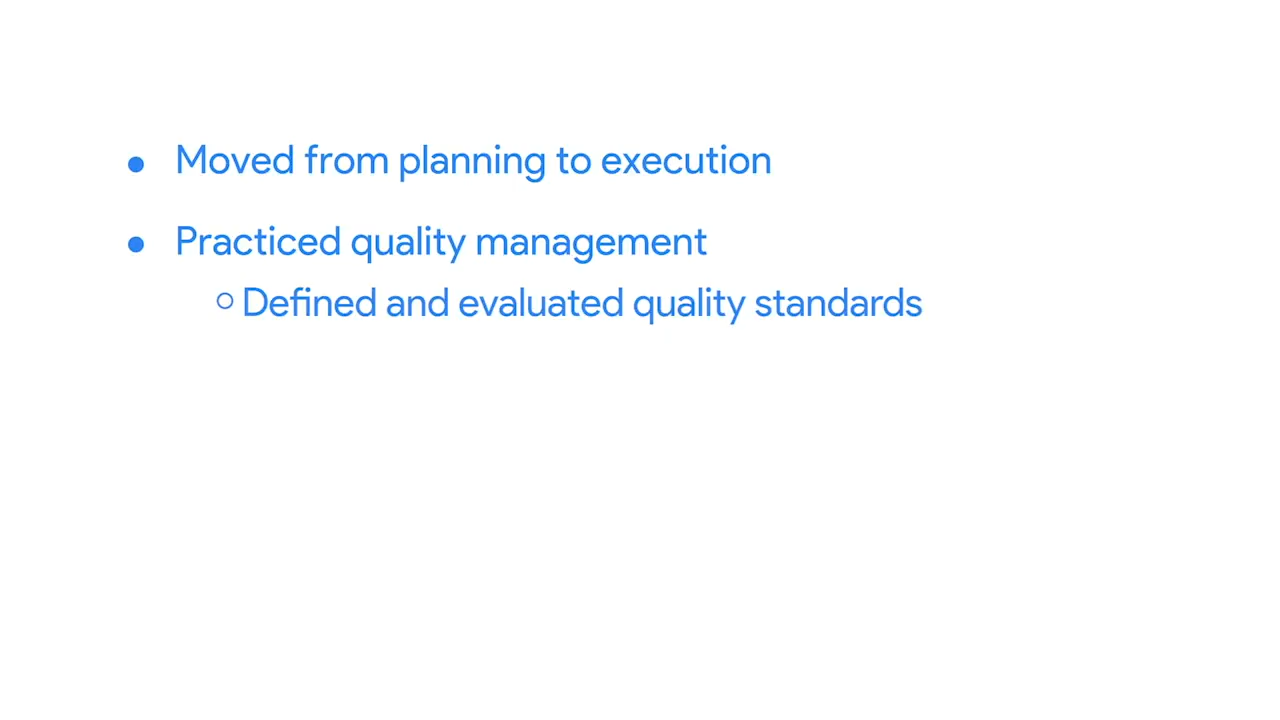 • Moved from planning to execution
• Practiced quality management
○ Defined and evaluated quality standards